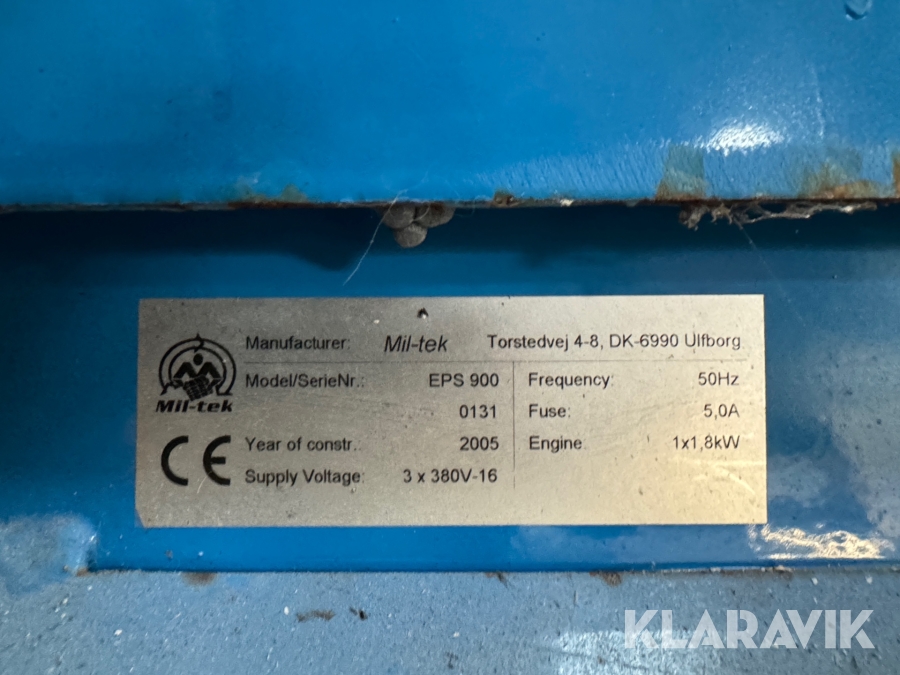 Manufacturer: Mil-tek Torstedvej 4-8, DK-6990 Ulfborg
Mil-tek
Model/SerieNr.: EPS 900
0131
Year of constr.: 2005
Supply Voltage: 3 x 380V-16
Frequency: 50Hz
Fuse: 5,0A
Engine: 1x1,8kW
CE
KLARAVIK